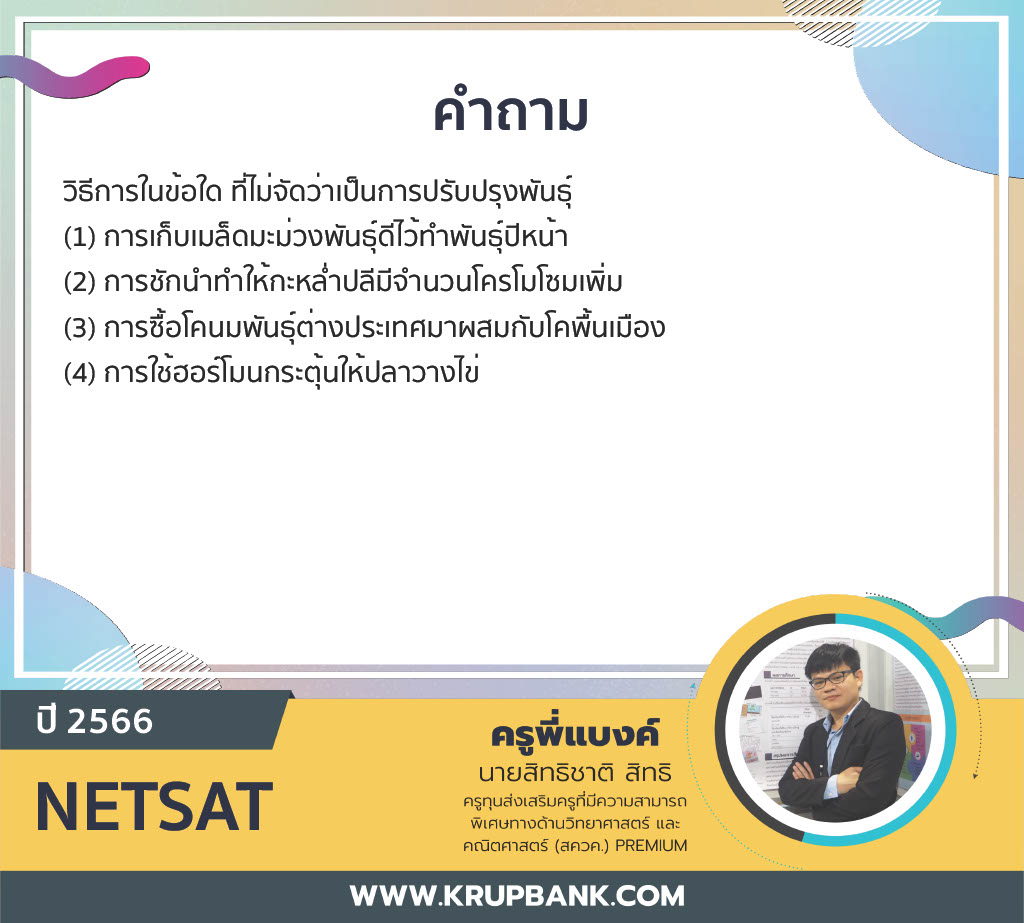 คำถาม
วิธีการในข้อใด ที่ไม่จัดว่าเป็นการปรับปรุงพันธุ์
(1) การเก็บเมล็ดมะม่วงพันธุ์ดีไว้ทำพันธุ์ปีหน้า
(2) การชักนำทำให้กะหล่ำปลีมีจำนวนโครโมโซมเพิ่ม
(3) การซื้อโคนมพันธุ์ต่างประเทศมาผสมกับโคพื้นเมือง
(4) การใช้ฮอร์โมนกระตุ้นให้ปลาวางไข่
ปี 2566
NETSAT
ครูพี่แบงค์
นายสิทธิชาติ สิทธิ
ครูทุนส่งเสริมครูที่มีความสามารถ
พิเศษทางด้านวิทยาศาสตร์ และ
คณิตศาสตร์ (สควค.) PREMIUM
WWW.KRUPBANK.COM